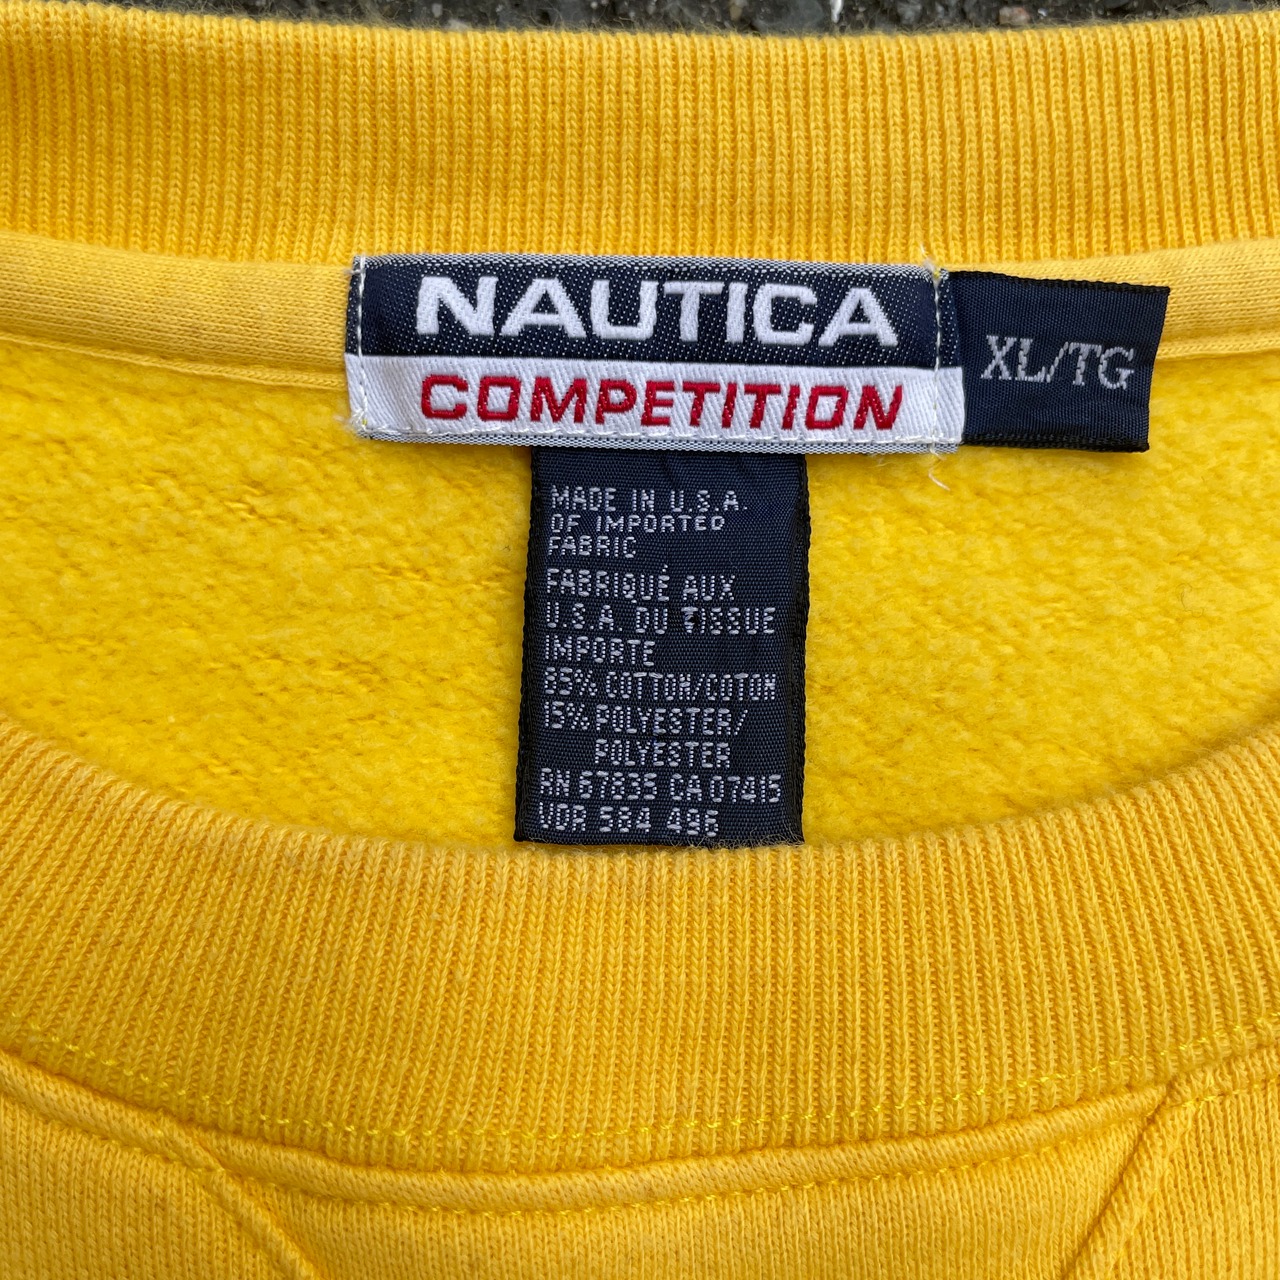 NAUTICA
COMPETITION
XL/TG
MADE IN U.S.A.
OF IMPORTED
FABRIC
FABRIQUÉ AUX
U.S.A. DU TISSUE
IMPORTE
85% COTTON/COTON
15% POLYESTER/
POLYESTER
RN 67835 CA 07415
VDR 584 496